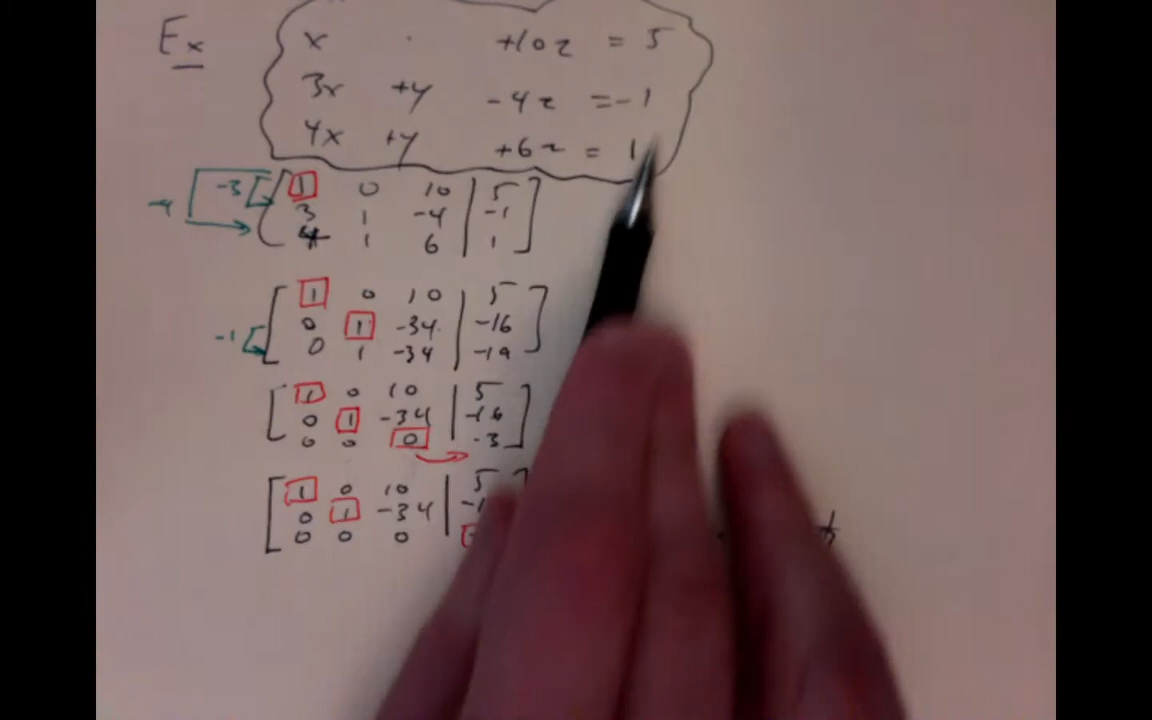 Ex
x · +10z = 5
3x +y -4z = -1
4x +y +6z = 1
-3 [ 1 0 10 | 5 ]
-4 3 1 -4 | -1
4 1 6 | 1
[ 1 0 10 | 5 ]
0 1 -34 | -16
-1 0 1 -34 | -19
[ 1 0 10 | 5 ]
0 1 -34 | -16
0 0 0 | -3
[ 1 0 10 | 5 ]
0 1 -34 |
0 0 0